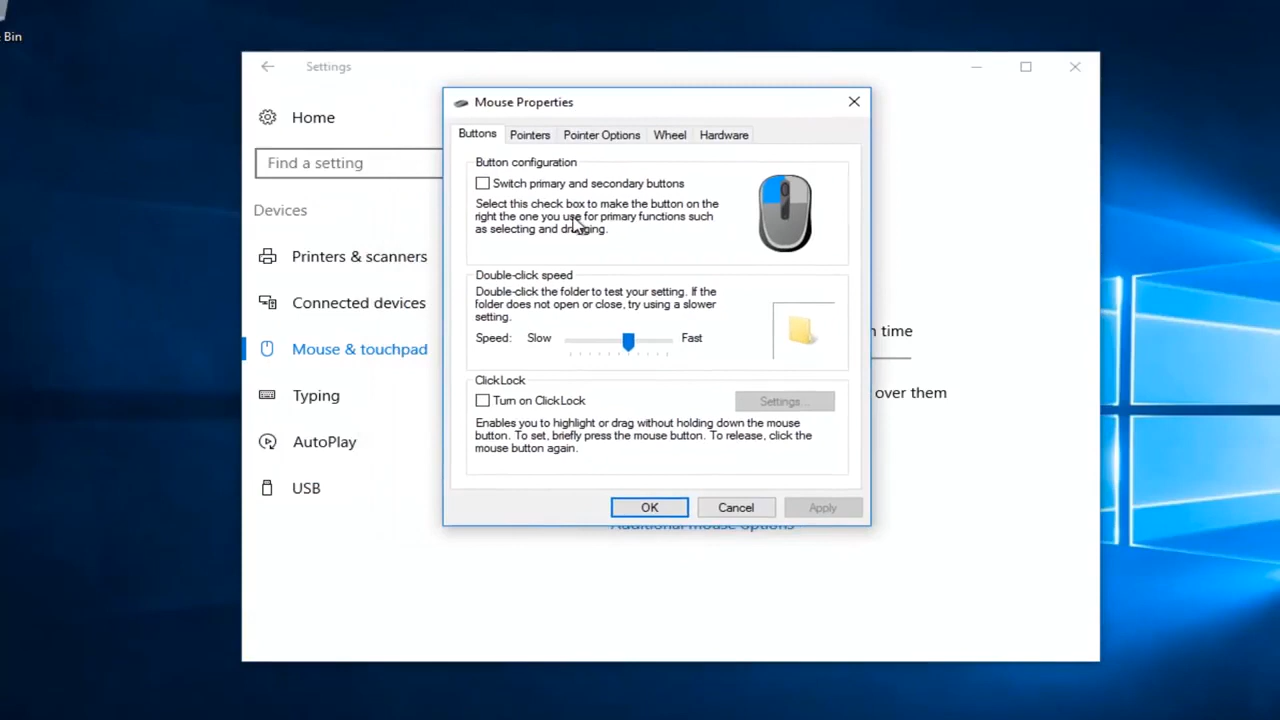 Bin
Settings
Mouse Properties
Home
Buttons
Pointers
Pointer Options
Wheel
Hardware
Find a setting
Button configuration
Switch primary and secondary buttons
Select this check box to make the button on the
right the one you use for primary functions such
as selecting and dragging.
Devices
Printers & scanners
Connected devices
Mouse & touchpad
Typing
AutoPlay
USB
Double-click speed
Double-click the folder to test your setting. If the
folder does not open or close, try using a slower
setting.
Speed: Slow Fast
time
over them
ClickLock
Turn on ClickLock
Settings...
Enables you to highlight or drag without holding down the mouse
button. To set, briefly press the mouse button. To release, click the
mouse button again.
OK
Cancel
Apply
Additional mouse options